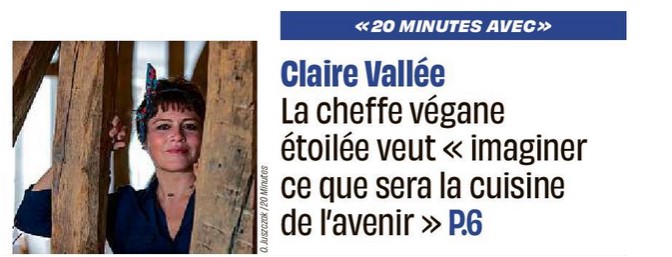 «20 MINUTES AVEC»
Claire Vallée
La cheffe végane
étoilée veut « imaginer
ce que sera la cuisine
de l’avenir » P.6
O. Juszczak / 20 Minutes